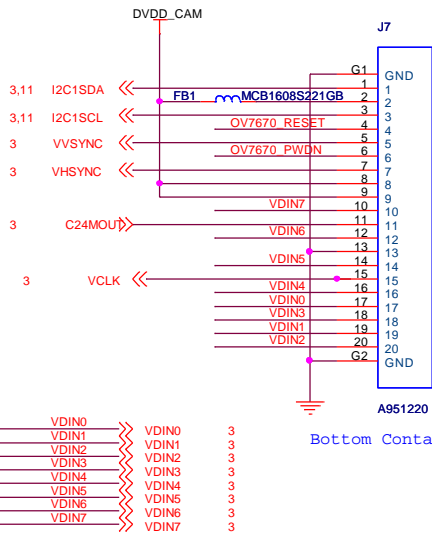 DVDD_CAM
J7
G1 GND
3,11 I2C1SDA 1 1
FB1 MCB1608S221GB 2 2
3,11 I2C1SCL 3 3
OV7670_RESET 4 4
3 VVSYNC 5 5
OV7670_PWDN 6 6
3 VHSYNC 7 7
8 8
9 9
VDIN7 10 10
3 C24MOUT 11 11
VDIN6 12 12
13 13
VDIN5 14 14
3 VCLK 15 15
VDIN4 16 16
VDIN0 17 17
VDIN3 18 18
VDIN1 19 19
VDIN2 20 20
G2 GND
A951220
Bottom Conta
VDIN0 VDIN0 3
VDIN1 VDIN1 3
VDIN2 VDIN2 3
VDIN3 VDIN3 3
VDIN4 VDIN4 3
VDIN5 VDIN5 3
VDIN6 VDIN6 3
VDIN7 VDIN7 3